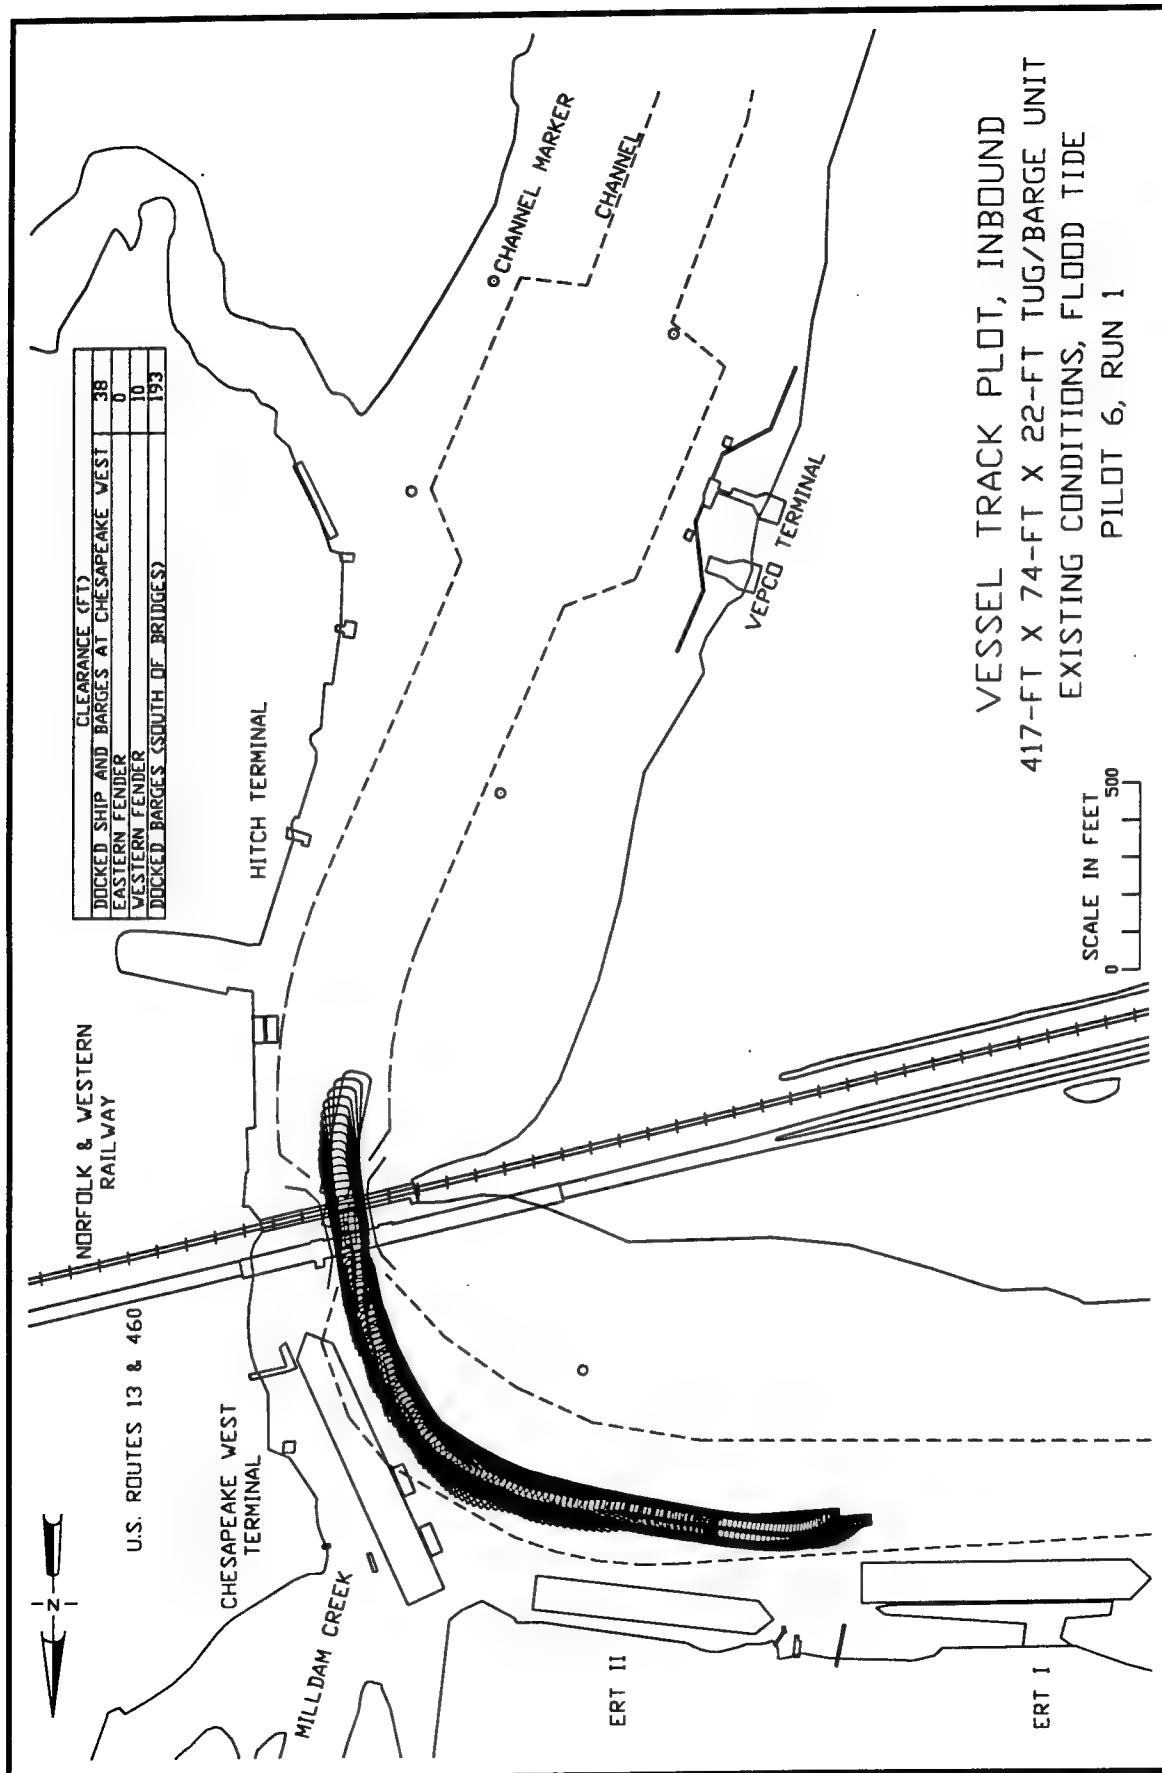 CLEARANCE (FT)
DOCKED SHIP AND BARGES AT CHESAPEAKE WEST 38
EASTERN FENDER 0
WESTERN FENDER 10
DOCKED BARGES (SOUTH OF BRIDGES) 193
CHANNEL MARKER
CHANNEL
HITCH TERMINAL
VEPCO TERMINAL
NORFOLK & WESTERN
RAILWAY
U.S. ROUTES 13 & 460
CHESAPEAKE WEST
TERMINAL
N
MILLDAM CREEK
ERT II
ERT I
SCALE IN FEET
0 500
VESSEL TRACK PLOT, INBOUND
417-FT X 74-FT X 22-FT TUG/BARGE UNIT
EXISTING CONDITIONS, FLOOD TIDE
PILOT 6, RUN 1